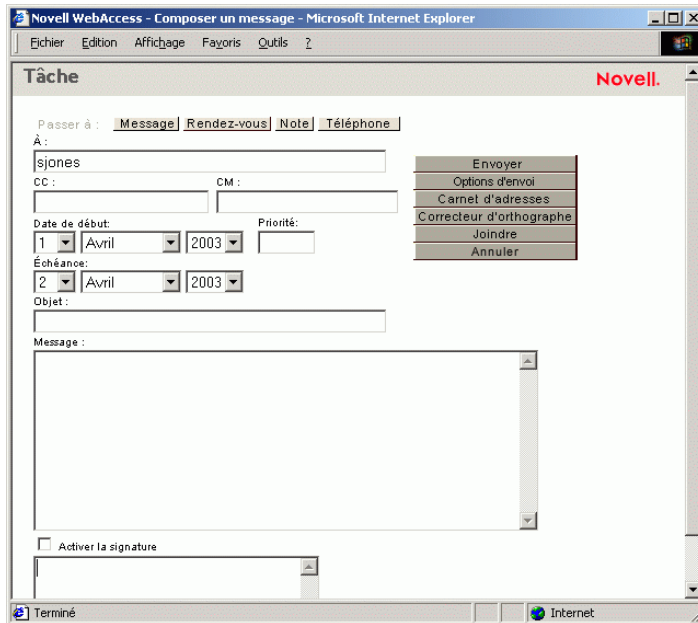 Novell WebAccess - Composer un message - Microsoft Internet Explorer
Fichier Edition Affichage Favoris Outils ?
Tâche
Novell.
Passer à : Message Rendez-vous Note Téléphone
À :
sjones
Envoyer
CC : CM :
Options d'envoi
Carnet d'adresses
Correcteur d'orthographe
Joindre
Annuler
Date de début: Priorité:
1 Avril 2003
Échéance:
2 Avril 2003
Objet :
Message :
Activer la signature
Terminé Internet